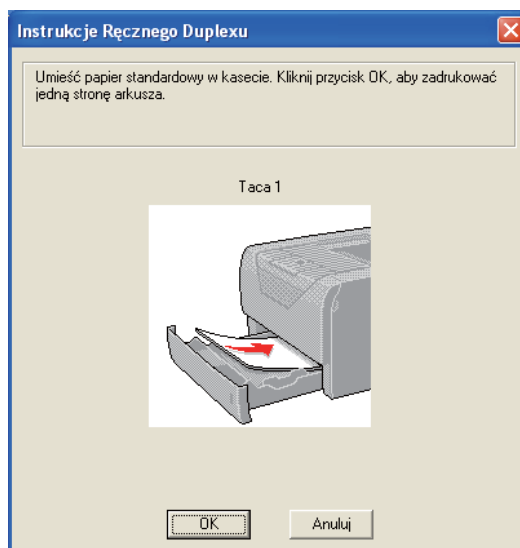 Instrukcje Ręcznego Duplexu
Umieść papier standardowy w kasecie. Kliknij przycisk OK, aby zadrukować
jedną stronę arkusza.
Taca 1
OK
Anuluj